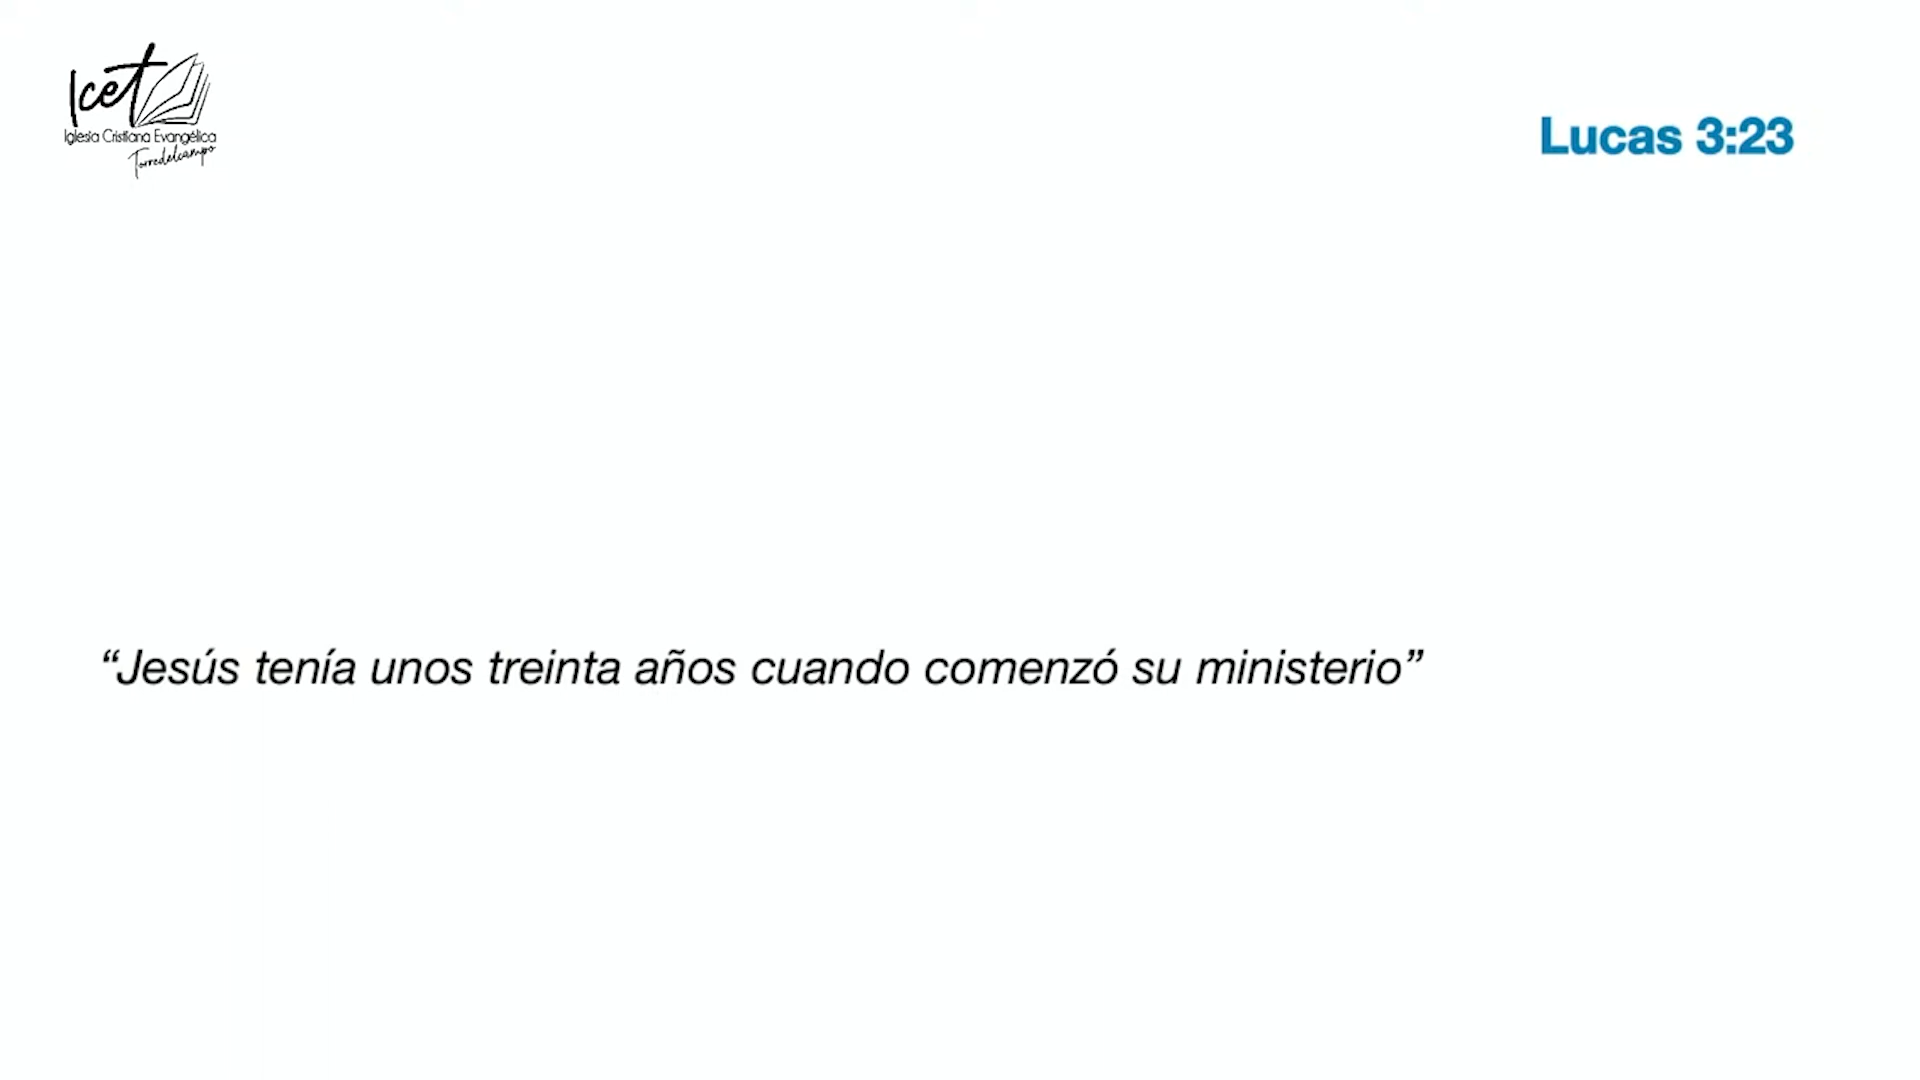 Icet
Iglesia Cristiana Evangélica
Torredelcampo
Lucas 3:23
“Jesús tenía unos treinta años cuando comenzó su ministerio”